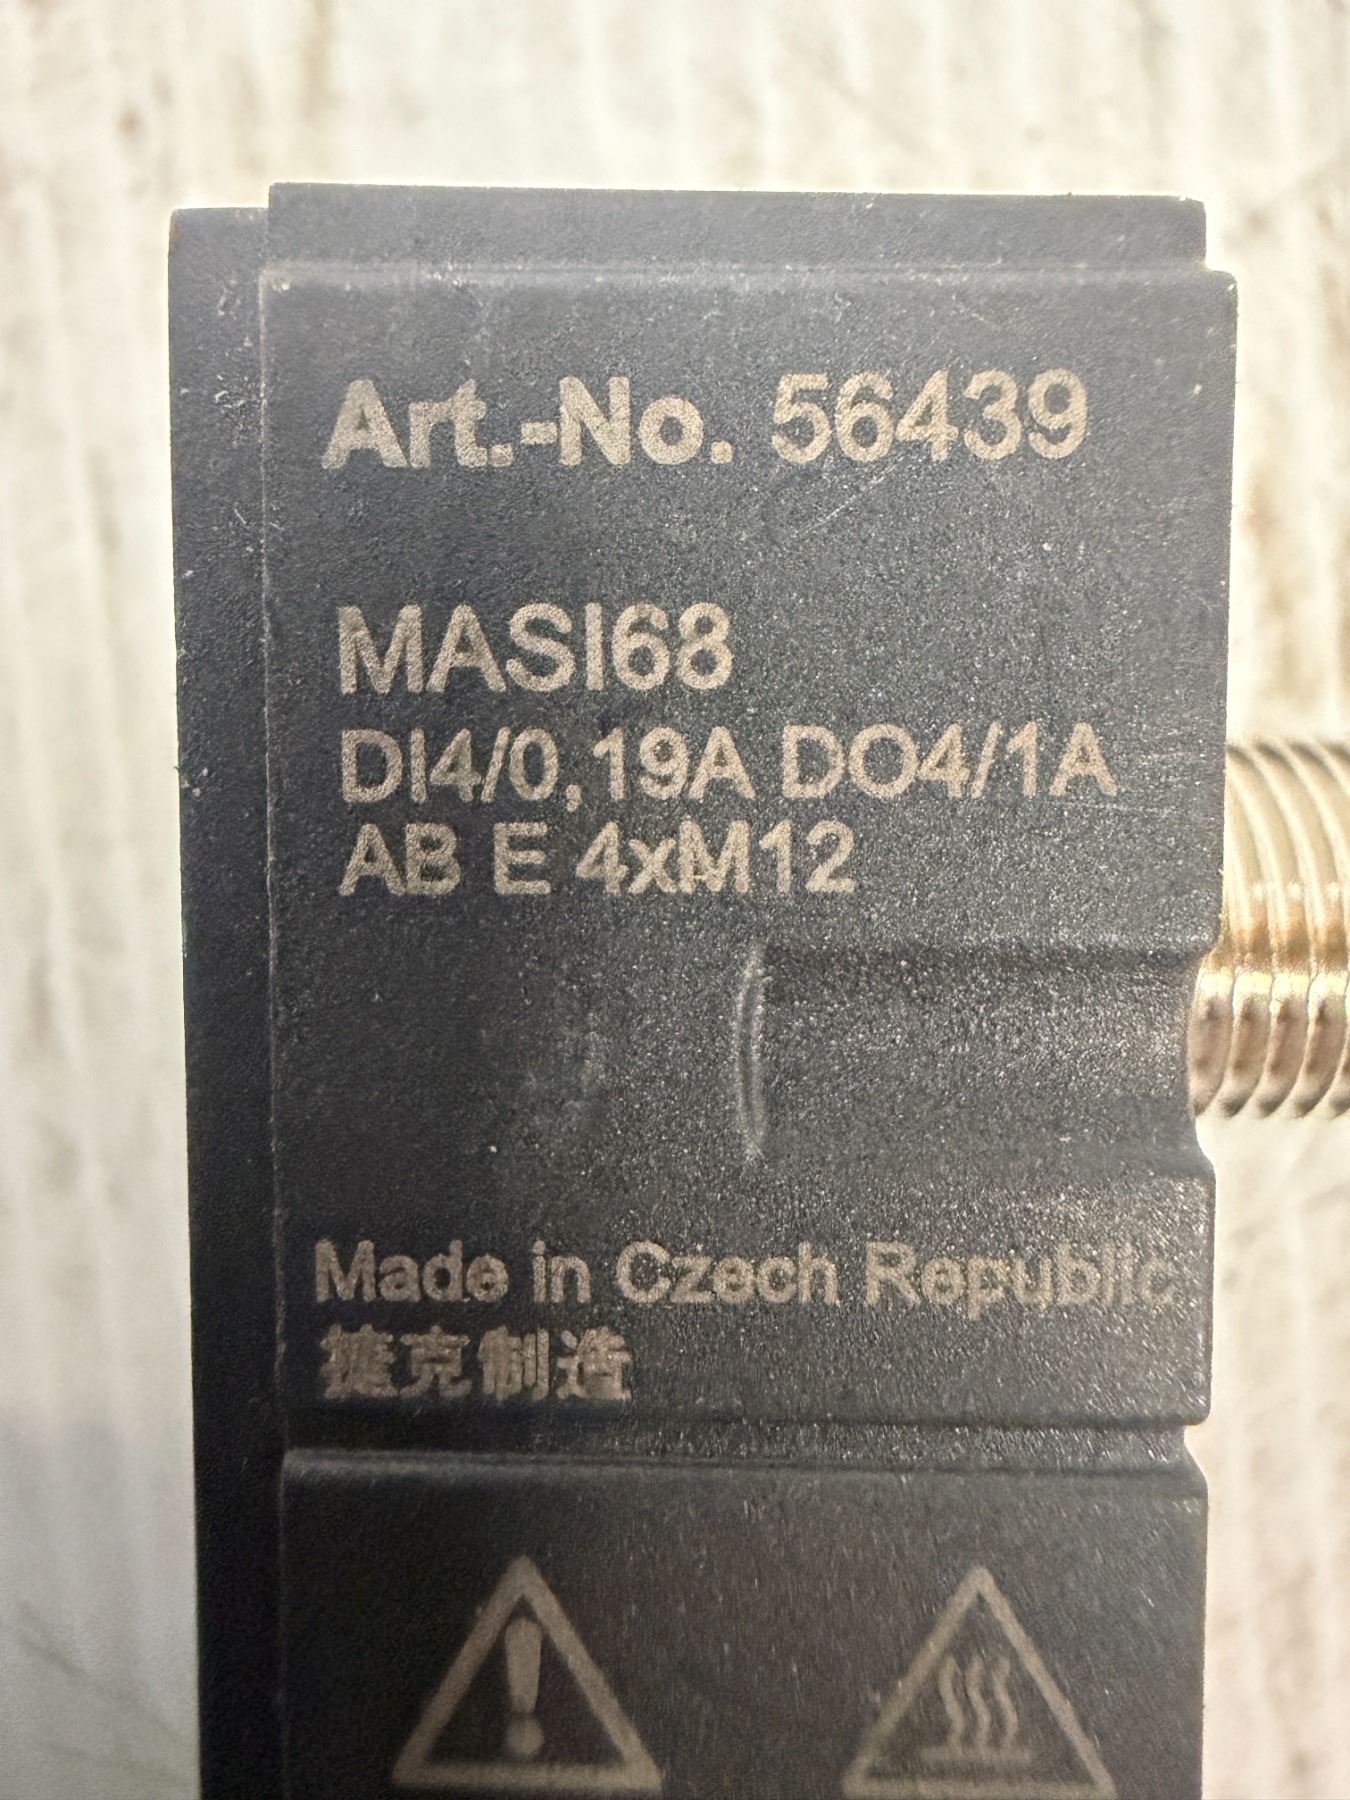 Art.-No. 56439
MASI68
DI4/0,19A DO4/1A
AB E 4xM12
Made in Czech Republic
捷克制造